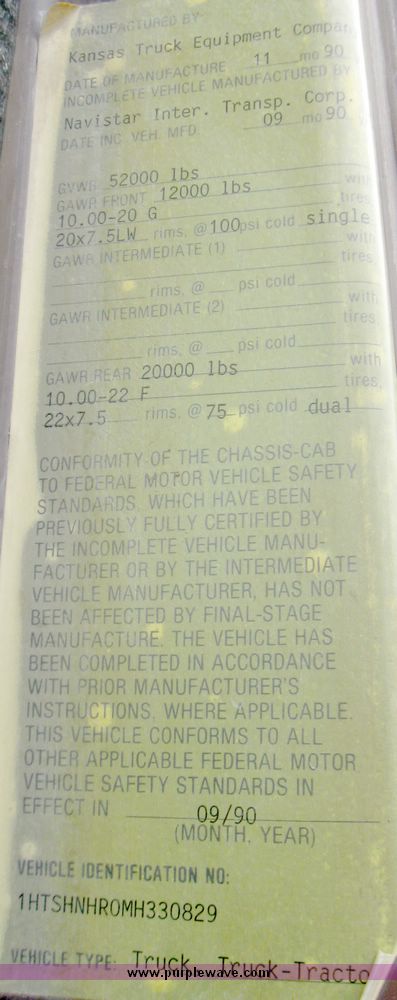 MANUFACTURED BY
Kansas Truck Equipment Compan
DATE OF MANUFACTURE 11 mo 90
INCOMPLETE VEHICLE MANUFACTURED BY
Navistar Inter. Transp. Corp.
DATE INC. VEH. MFD. 09 mo 90
GVWR 52000 lbs
GAWR FRONT 12000 lbs with
10.00-20 G tires,
20x7.5LW rims, @ 100 psi cold single
GAWR INTERMEDIATE (1) with
tires,
rims, @ psi cold
GAWR INTERMEDIATE (2) with
tires,
rims, @ psi cold
GAWR REAR 20000 lbs with
10.00-22 F tires,
22x7.5 rims, @ 75 psi cold dual
CONFORMITY OF THE CHASSIS-CAB
TO FEDERAL MOTOR VEHICLE SAFETY
STANDARDS, WHICH HAVE BEEN
PREVIOUSLY FULLY CERTIFIED BY
THE INCOMPLETE VEHICLE MANU-
FACTURER OR BY THE INTERMEDIATE
VEHICLE MANUFACTURER, HAS NOT
BEEN AFFECTED BY FINAL-STAGE
MANUFACTURE. THE VEHICLE HAS
BEEN COMPLETED IN ACCORDANCE
WITH PRIOR MANUFACTURER'S
INSTRUCTIONS, WHERE APPLICABLE.
THIS VEHICLE CONFORMS TO ALL
OTHER APPLICABLE FEDERAL MOTOR
VEHICLE SAFETY STANDARDS IN
EFFECT IN 09/90
(MONTH, YEAR)
VEHICLE IDENTIFICATION NO:
1HTSHNHROMH330829
VEHICLE TYPE: Truck, Truck-Tracto
www.purplewave.com